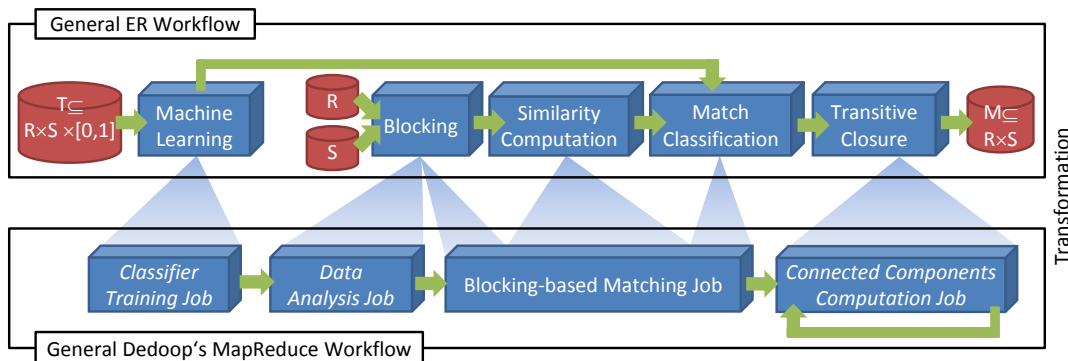 General ER Workflow
T⊆
R×S ×[0,1]
Machine
Learning
R
S
Blocking
Similarity
Computation
Match
Classification
Transitive
Closure
M⊆
R×S
Transformation
Classifier
Training Job
Data
Analysis Job
Blocking-based Matching Job
Connected Components
Computation Job
General Dedoop's MapReduce Workflow